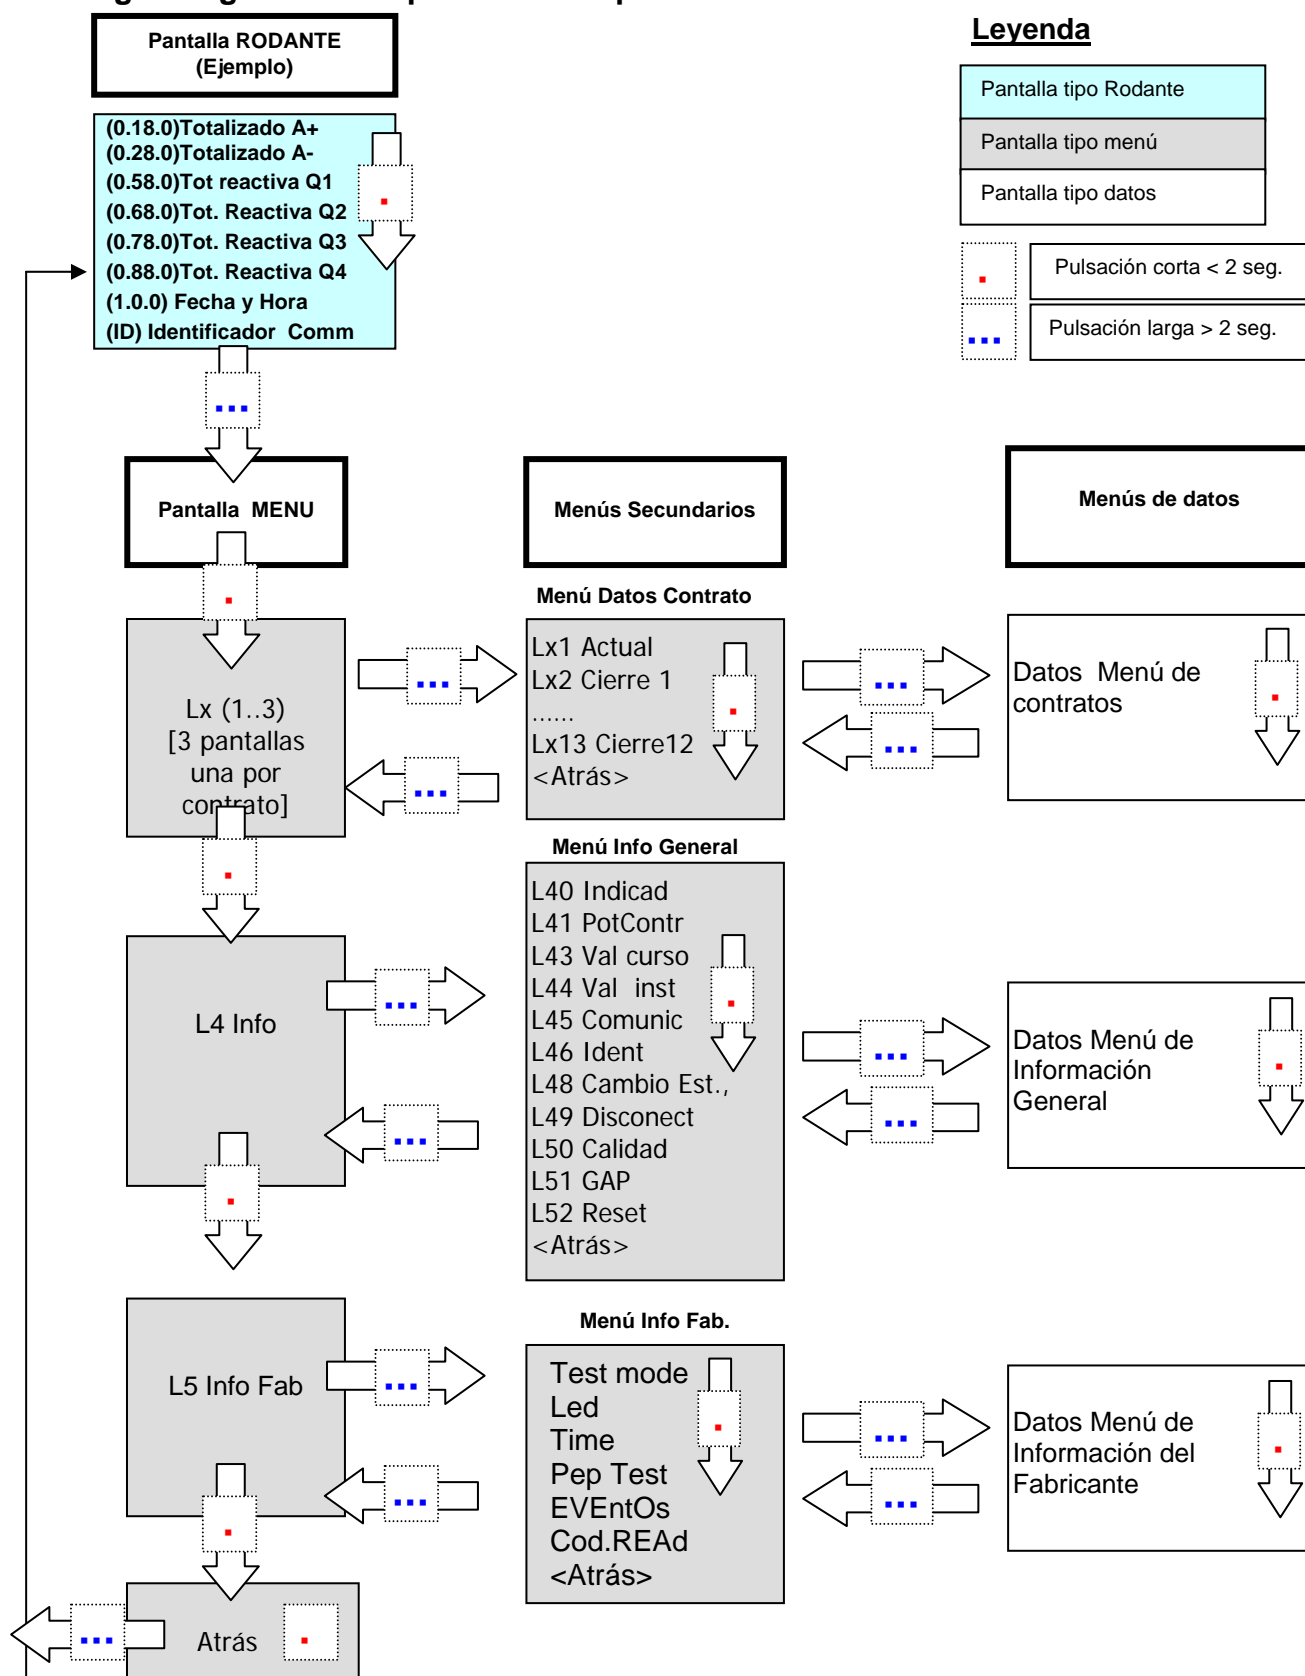 Pantalla RODANTE
(Ejemplo)
Leyenda
Pantalla tipo Rodante
Pantalla tipo menú
Pantalla tipo datos
Pulsación corta < 2 seg.
Pulsación larga > 2 seg.
(0.18.0)Totalizado A+
(0.28.0)Totalizado A-
(0.58.0)Tot reactiva Q1
(0.68.0)Tot. Reactiva Q2
(0.78.0)Tot. Reactiva Q3
(0.88.0)Tot. Reactiva Q4
(1.0.0) Fecha y Hora
(ID) Identificador Comm
Pantalla MENU
Menús Secundarios
Menús de datos
Lx (1..3)
[3 pantallas
una por
contrato]
Menú Datos Contrato
Lx1 Actual
Lx2 Cierre 1
......
Lx13 Cierre12
<Atrás>
Datos Menú de
contratos
L4 Info
Menú Info General
L40 Indicad
L41 PotContr
L43 Val curso
L44 Val inst
L45 Comunic
L46 Ident
L48 Cambio Est.,
L49 Disconect
L50 Calidad
L51 GAP
L52 Reset
<Atrás>
Datos Menú de
Información
General
L5 Info Fab
Menú Info Fab.
Test mode
Led
Time
Pep Test
EVEntOs
Cod.REAd
<Atrás>
Datos Menú de
Información del
Fabricante
Atrás